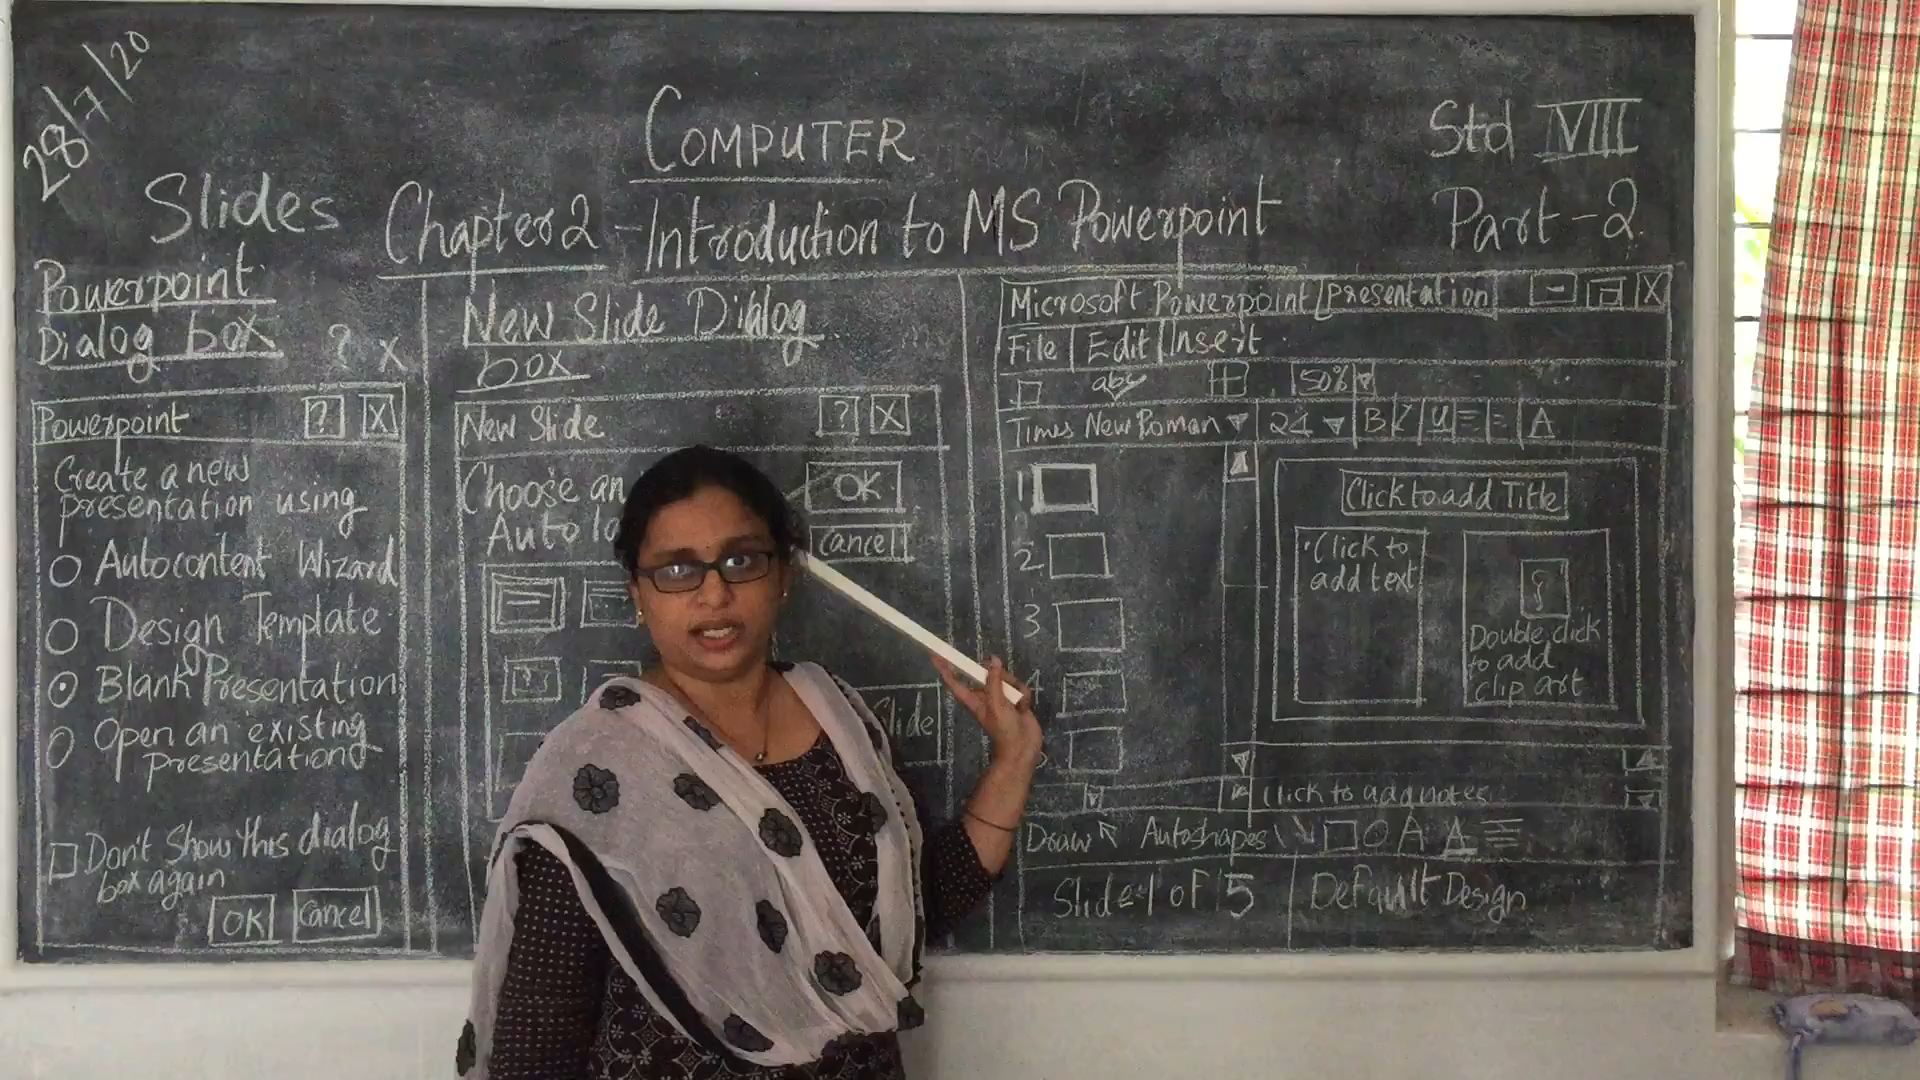 28/7/20
COMPUTER
Std VIII
Slides
Chapter 2 - Introduction to MS Powerpoint
Part - 2
Powerpoint
Dialog box
? X
Powerpoint ? X
Create a new
presentation using
Autocontent Wizard
Design Template
Blank Presentation
Open an existing
presentation
Don't Show this dialog
box again
OK Cancel
New Slide Dialog
box
New Slide ? X
Choose an
OK
Cancel
Slide
Microsoft Powerpoint [presentation] - X
File | Edit | Insert
abc 50%
Times New Roman 24 B I U A
1
2
3
4
5
Click to add Title
• Click to
add text
Double click
to add
clip art
Click to add notes
Draw Autoshapes \ A A
Slide 1 of 5 | Default Design